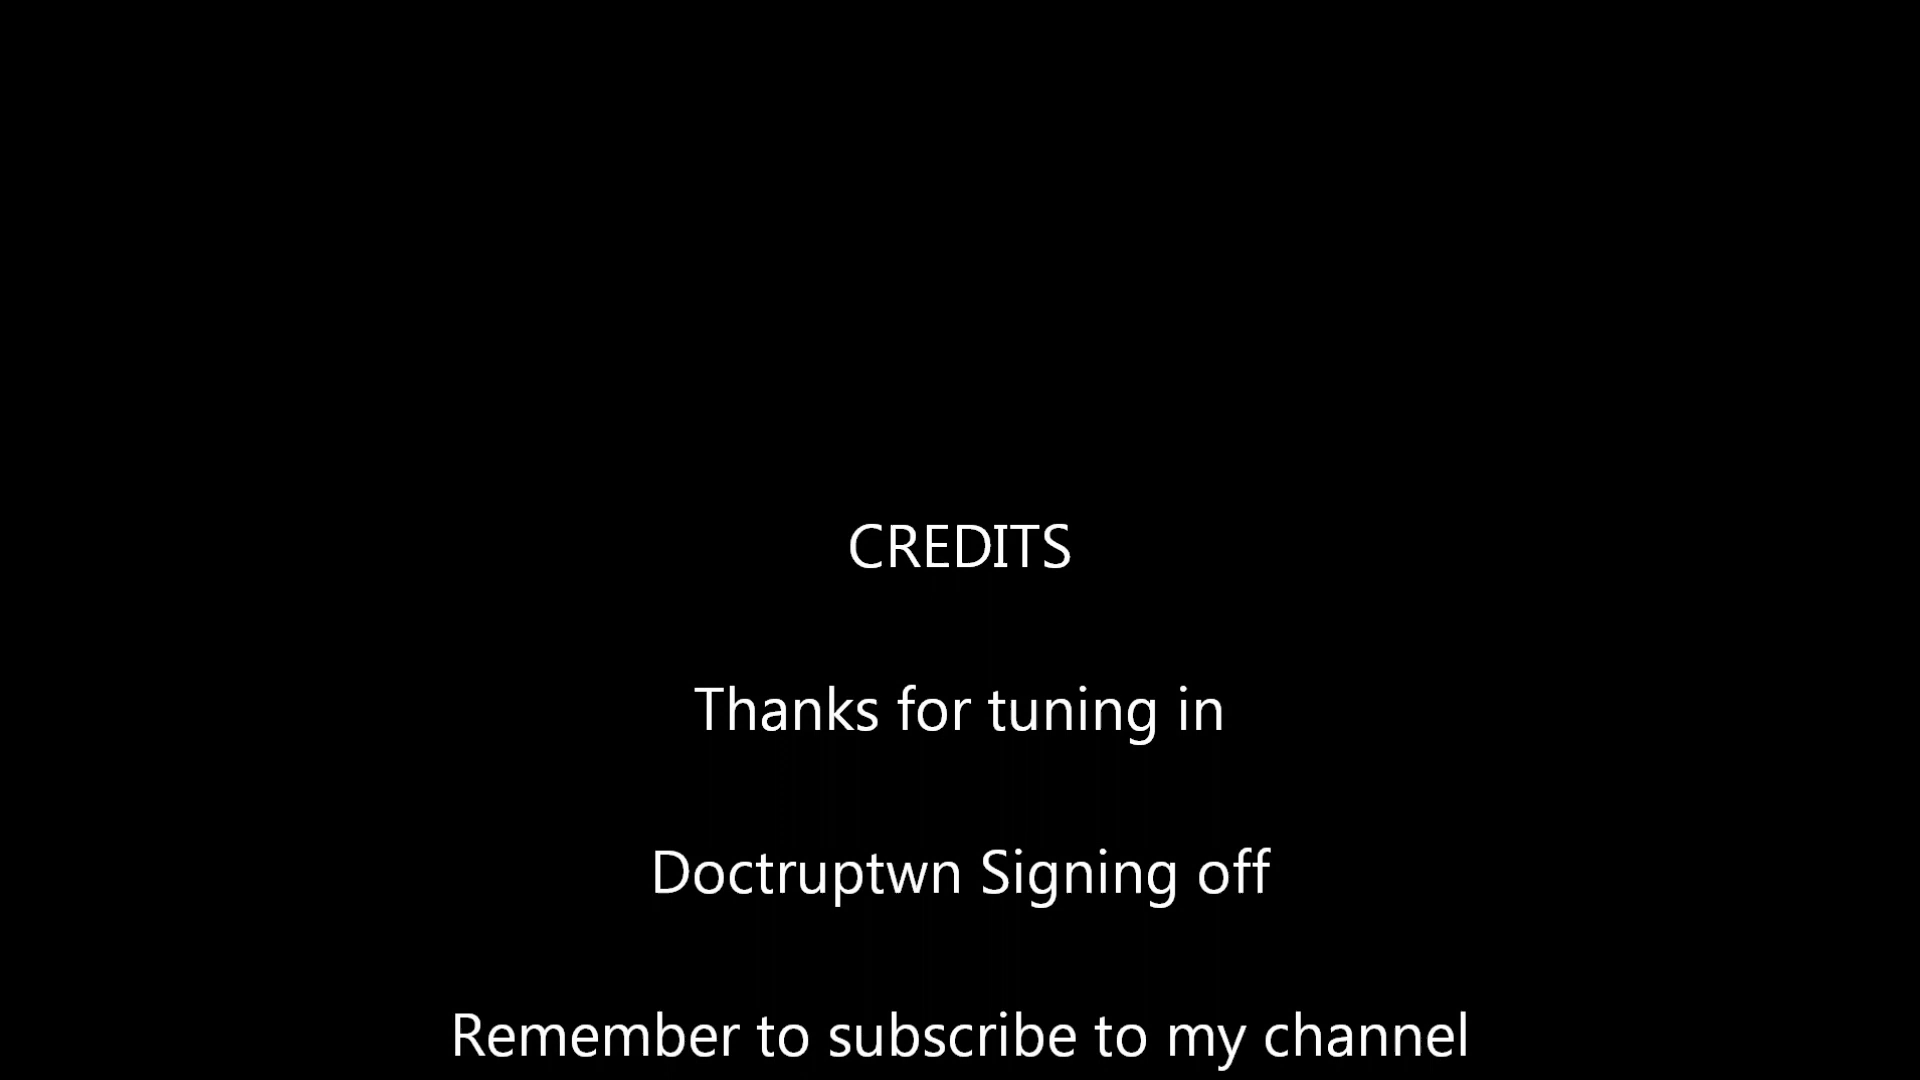 CREDITS
Thanks for tuning in
Doctruptwn Signing off
Remember to subscribe to my channel